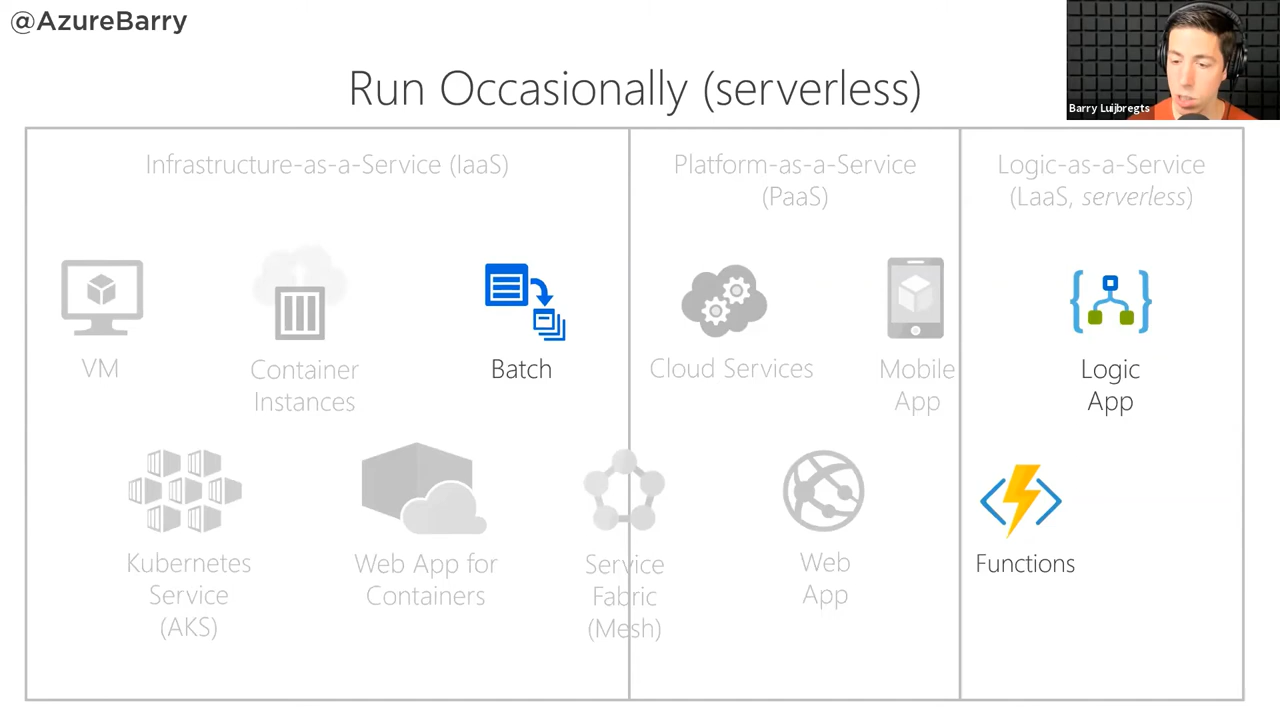 @AzureBarry
Barry Luijbregts
Run Occasionally (serverless)
Infrastructure-as-a-Service (IaaS)
Platform-as-a-Service
(PaaS)
Logic-as-a-Service
(LaaS, serverless)
VM
Container
Instances
Batch
Cloud Services
Mobile
App
Logic
App
Kubernetes
Service
(AKS)
Web App for
Containers
Service
Fabric
(Mesh)
Web
App
Functions